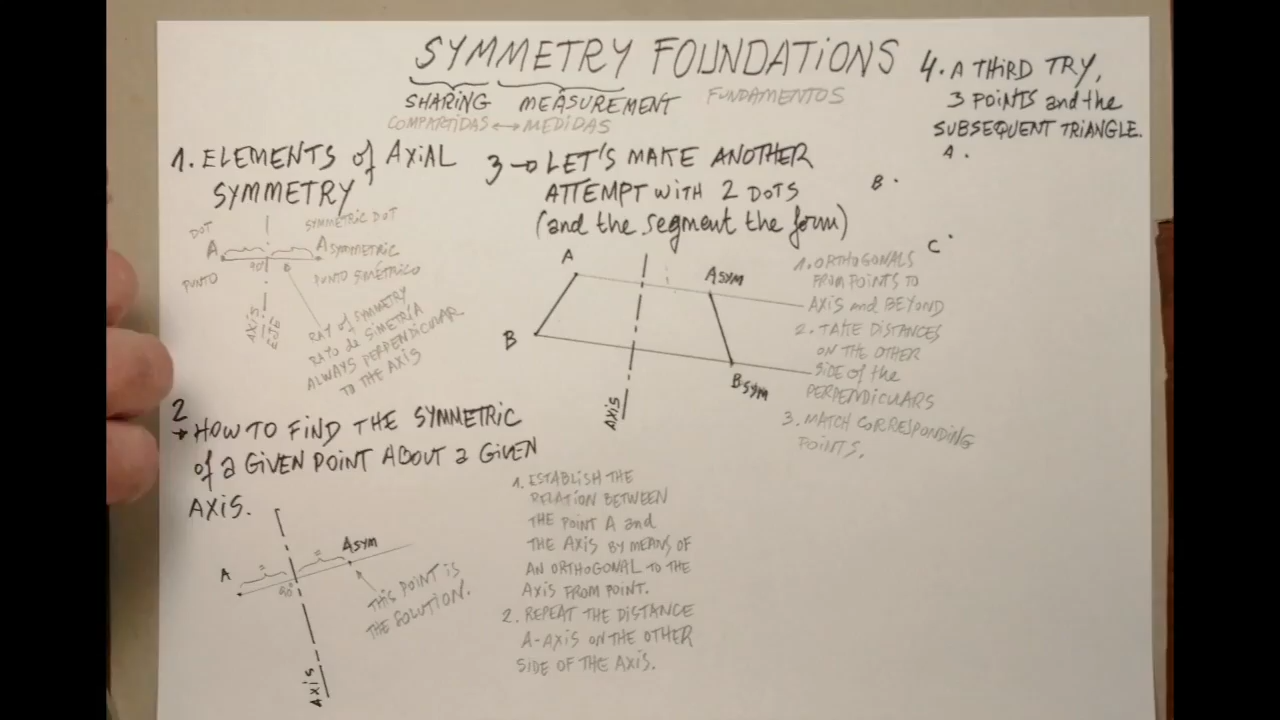 SYMMETRY FOUNDATIONS
SHARING MEASUREMENT FUNDAMENTOS
COMPARTIDAS ↔ MEDIDAS
1. ELEMENTS of AXiAL
SYMMETRY
DOT
SYMMETRiC DOT
A
A SYMMETRIC
90°
=
PUNTO
PUNTO SIMÉTRICO
AXiS
EJE
RAY OF SYMMETRY
RAYO de SiMETRÍA
ALWAYS PERPENDICULAR
TO THE AXIS
2
→ HOW TO FIND THE SYMMETRIC
of a GiVEN POiNT ABOUT a GIVEN
AXiS.
A
=
=
ASYM
90°
THIS POINT IS
THE SOLUTION.
AXiS
1. ESTABLISH THE
RELATION BETWEEN
THE POINT A and
THE AXIS BY MEANS OF
AN ORTHOGONAL TO THE
AXIS FROM POINT.
2. REPEAT THE DISTANCE
A-AXIS ON THE OTHER
SIDE OF THE AXIS.
3 → LET'S MAKE ANOTHER
ATTEMPT WiTH 2 DOTS
(and the segment the form)
A
ASYM
B
BSYM
AXiS
1. ORTHOGONALS
FROM POINTS TO
AXIS and BEYOND
2. TAKE DISTANCES
ON THE OTHER
SIDE of the
PERPENDICULARS
3. MATCH CORRESPONDING
POINTS.
4. A THiRD TRY,
3 POiNTS and the
SUBSEQUENT TRiANGLE.
A
B
C